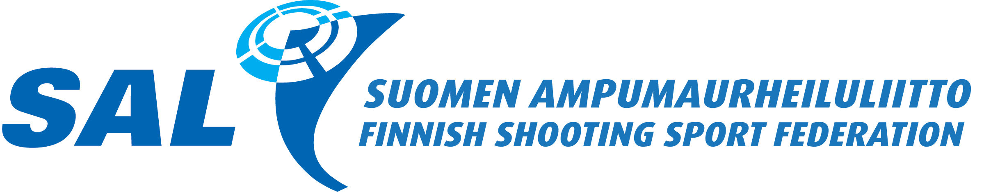 SAL
SUOMEN AMPUMAURHEILULIITTO
FINNISH SHOOTING SPORT FEDERATION